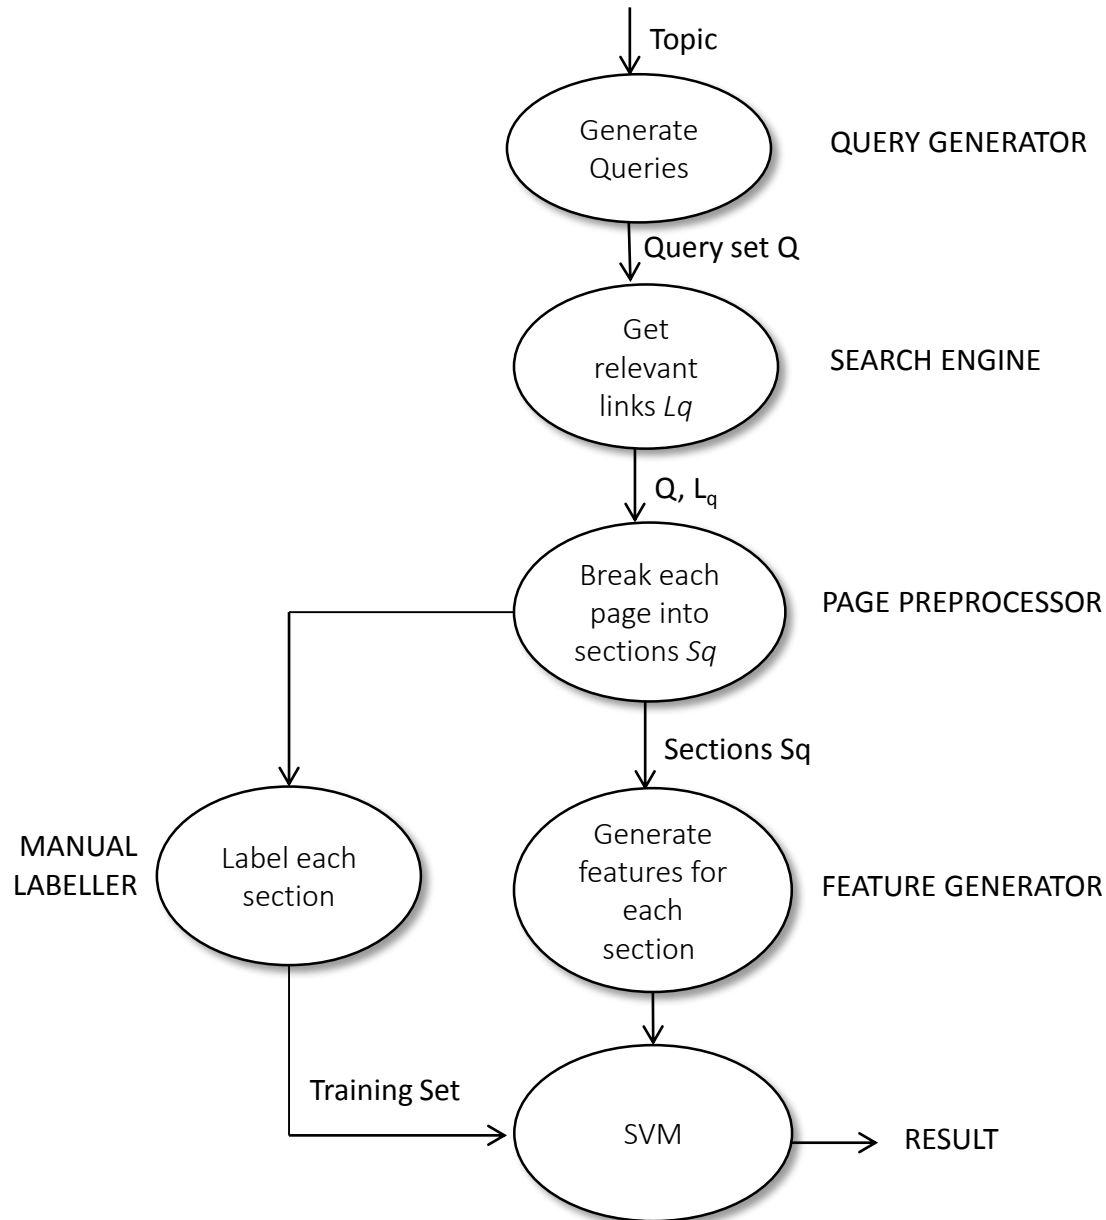 Topic
Generate
Queries
QUERY GENERATOR
Query set Q
Get
relevant
links Lq
SEARCH ENGINE
Q, Lq
Break each
page into
sections Sq
PAGE PREPROCESSOR
Sections Sq
MANUAL
LABELLER
Label each
section
Generate
features for
each
section
FEATURE GENERATOR
Training Set
SVM
RESULT